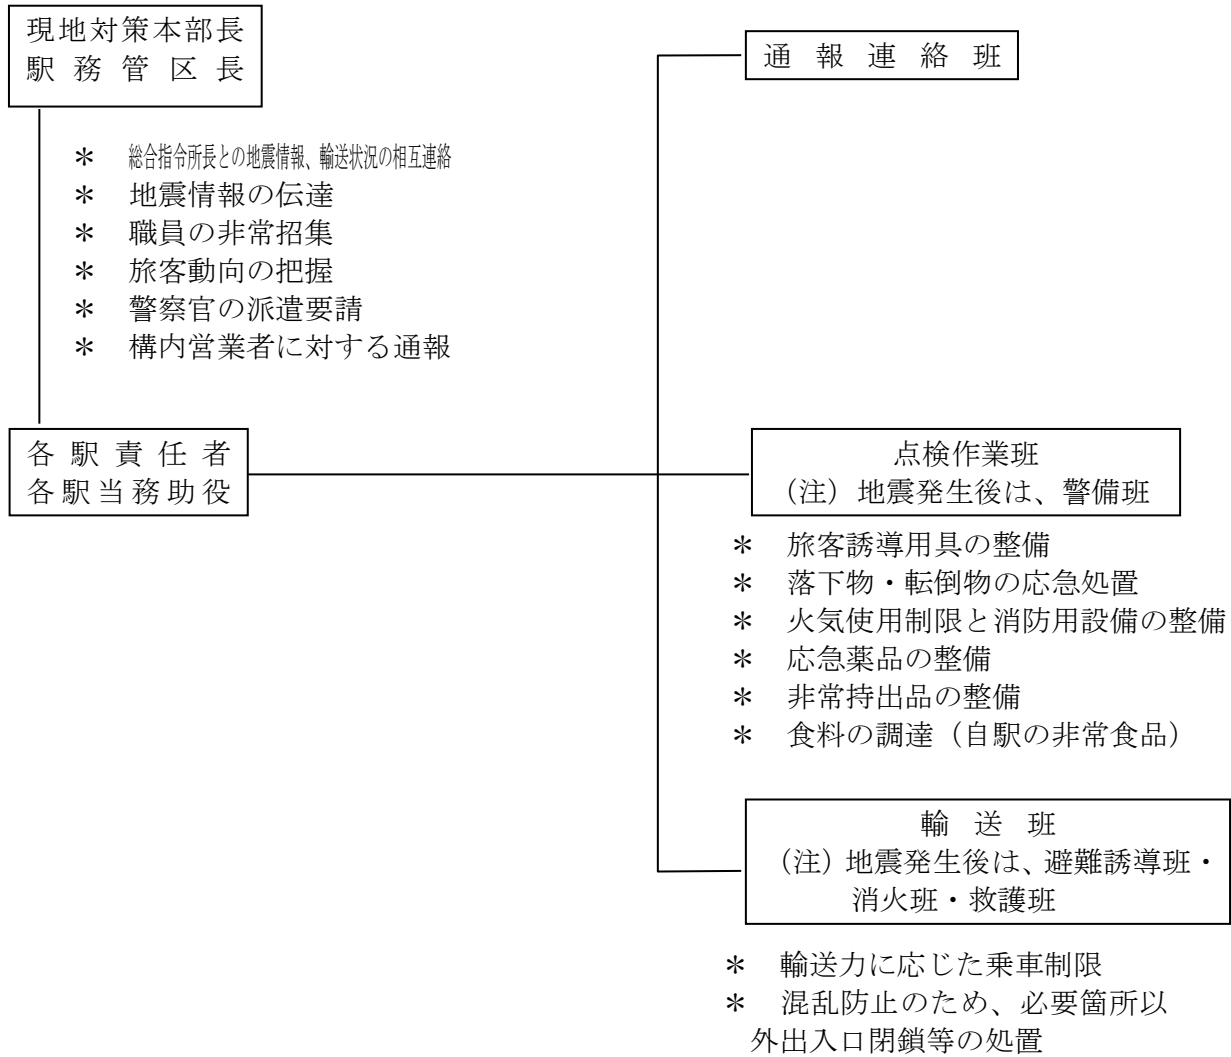 現地対策本部長
駅務管区長
通報連絡班
＊ 総合指令所長との地震情報、輸送状況の相互連絡
＊ 地震情報の伝達
＊ 職員の非常招集
＊ 旅客動向の把握
＊ 警察官の派遣要請
＊ 構内営業者に対する通報
各駅責任者
各駅当務助役
点検作業班
（注）地震発生後は、警備班
＊ 旅客誘導用具の整備
＊ 落下物・転倒物の応急処置
＊ 火気使用制限と消防用設備の整備
＊ 応急薬品の整備
＊ 非常持出品の整備
＊ 食料の調達（自駅の非常食品）
輸送班
（注）地震発生後は、避難誘導班・
消火班・救護班
＊ 輸送力に応じた乗車制限
＊ 混乱防止のため、必要箇所以
外出入口閉鎖等の処置